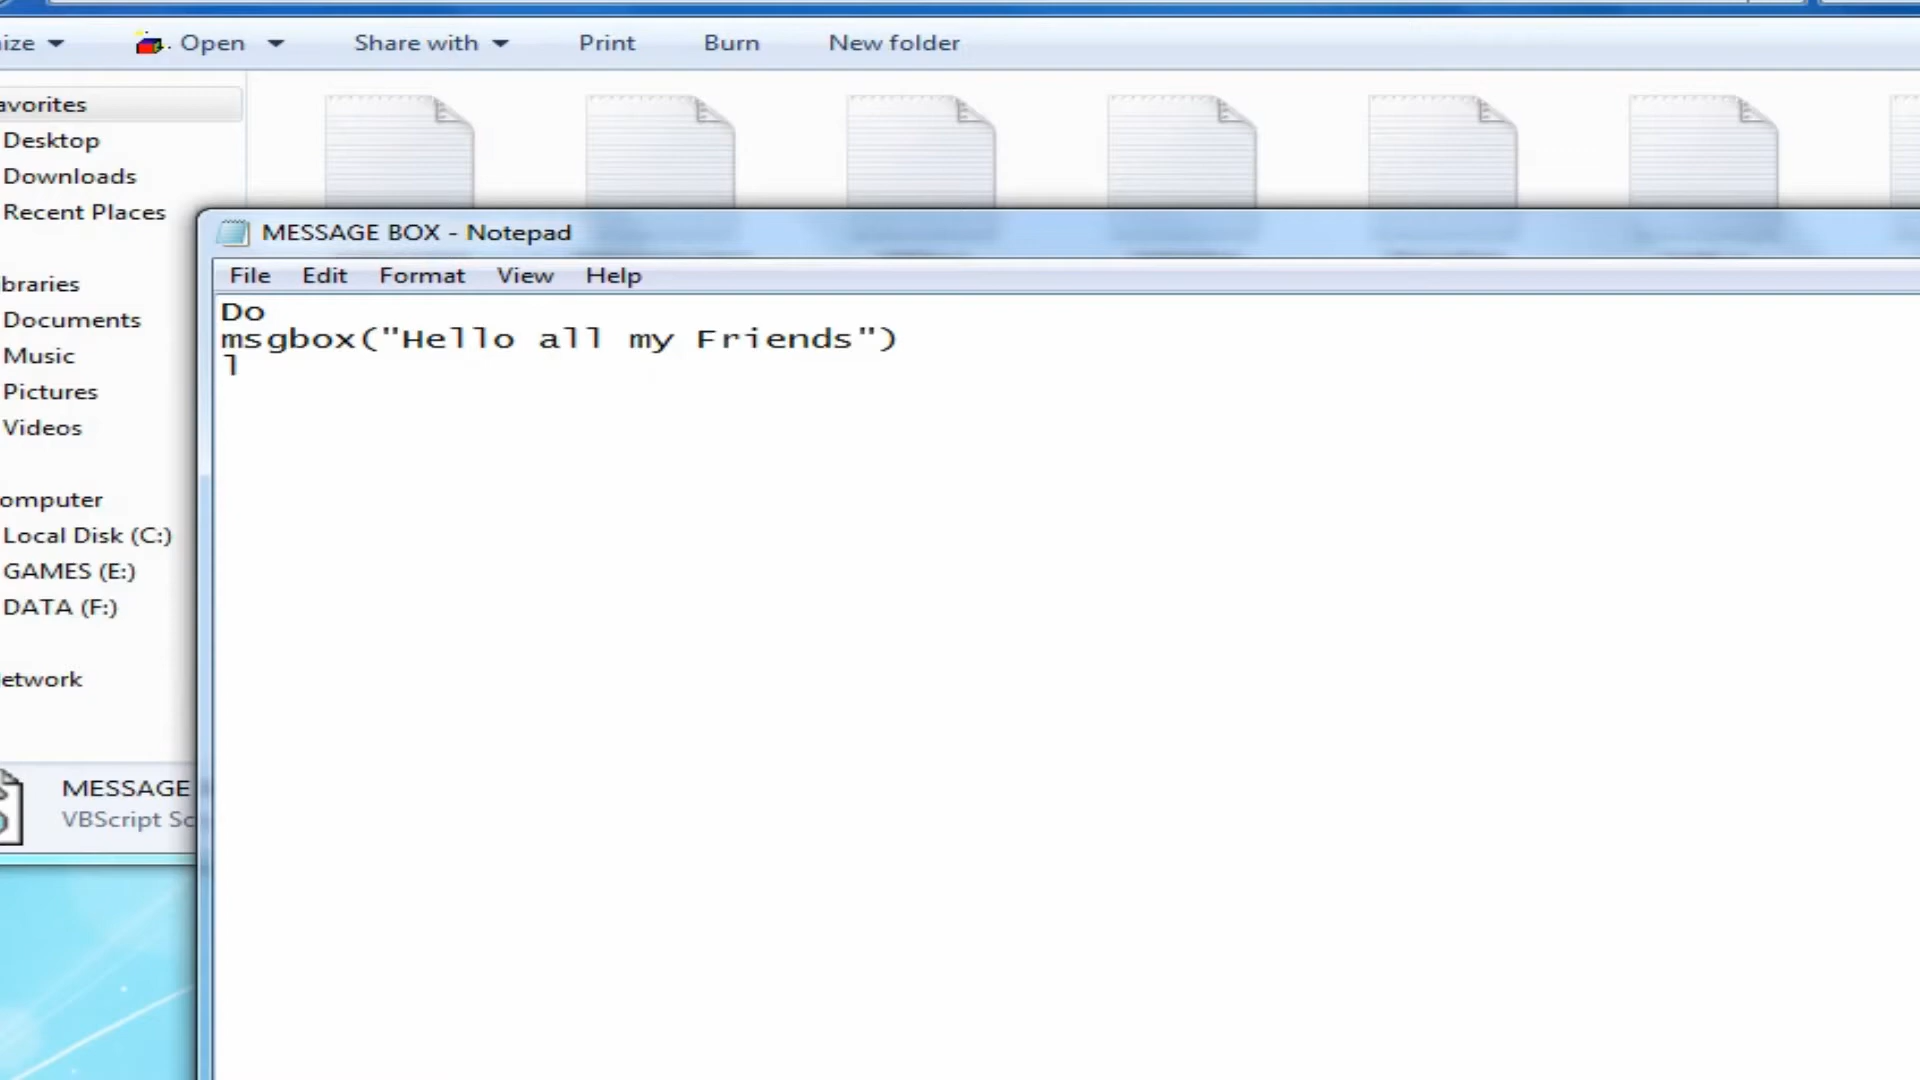 ize
Open
Share with
Print
Burn
New folder
avorites
Desktop
Downloads
Recent Places
braries
Documents
Music
Pictures
Videos
omputer
Local Disk (C:)
GAMES (E:)
DATA (F:)
etwork
MESSAGE
VBScript Sc
MESSAGE BOX - Notepad
File Edit Format View Help
Do
msgbox("Hello all my Friends")
l